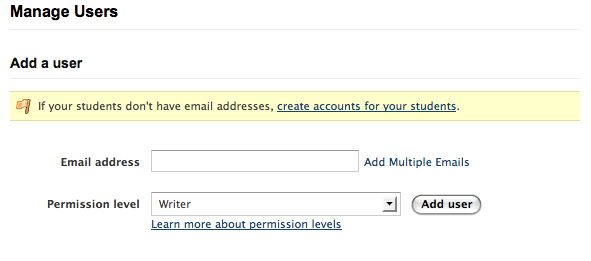 Manage Users
Add a user
If your students don't have email addresses, create accounts for your students.
Email address Add Multiple Emails
Permission level Writer Add user
Learn more about permission levels